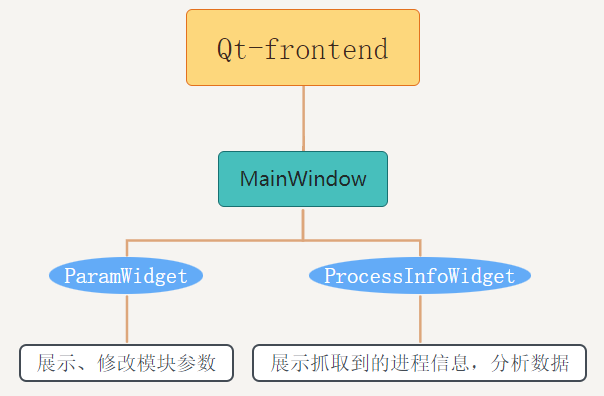 Qt-frontend
MainWindow
ParamWidget
ProcessInfoWidget
展示、修改模块参数
展示抓取到的进程信息，分析数据